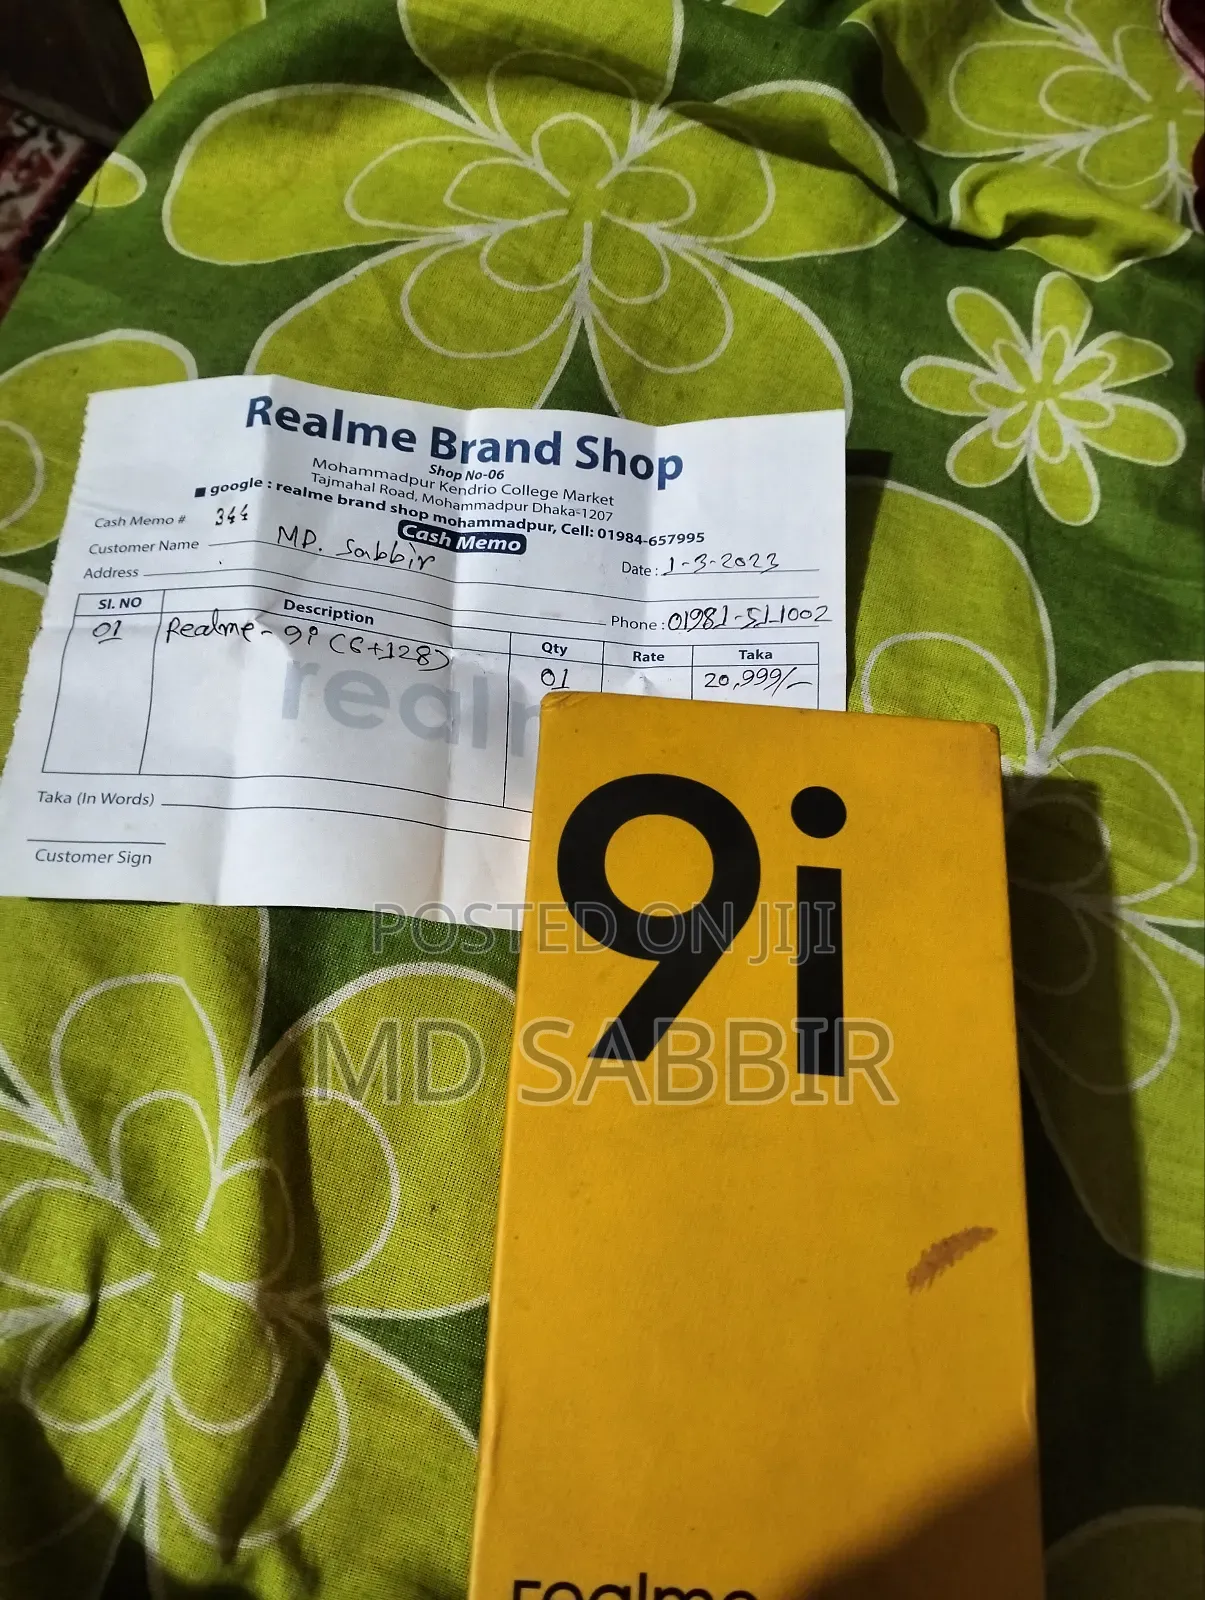 Realme Brand Shop
Shop No-06
Mohammadpur Kendrio College Market
Tajmahal Road, Mohammadpur Dhaka-1207
google : realme brand shop mohammadpur, Cell: 01984-657995
Cash Memo
Cash Memo # 344
Customer Name MD. Sabbir
Date : 1-3-2023
Address
Phone : 01981-511002
SI. NO Description Qty Rate Taka
01 Realme - 9i (6+128) 01 20,999/-
realm
Taka (In Words)
Customer Sign
9i
POSTED ON JIJI
MD SABBIR
realme